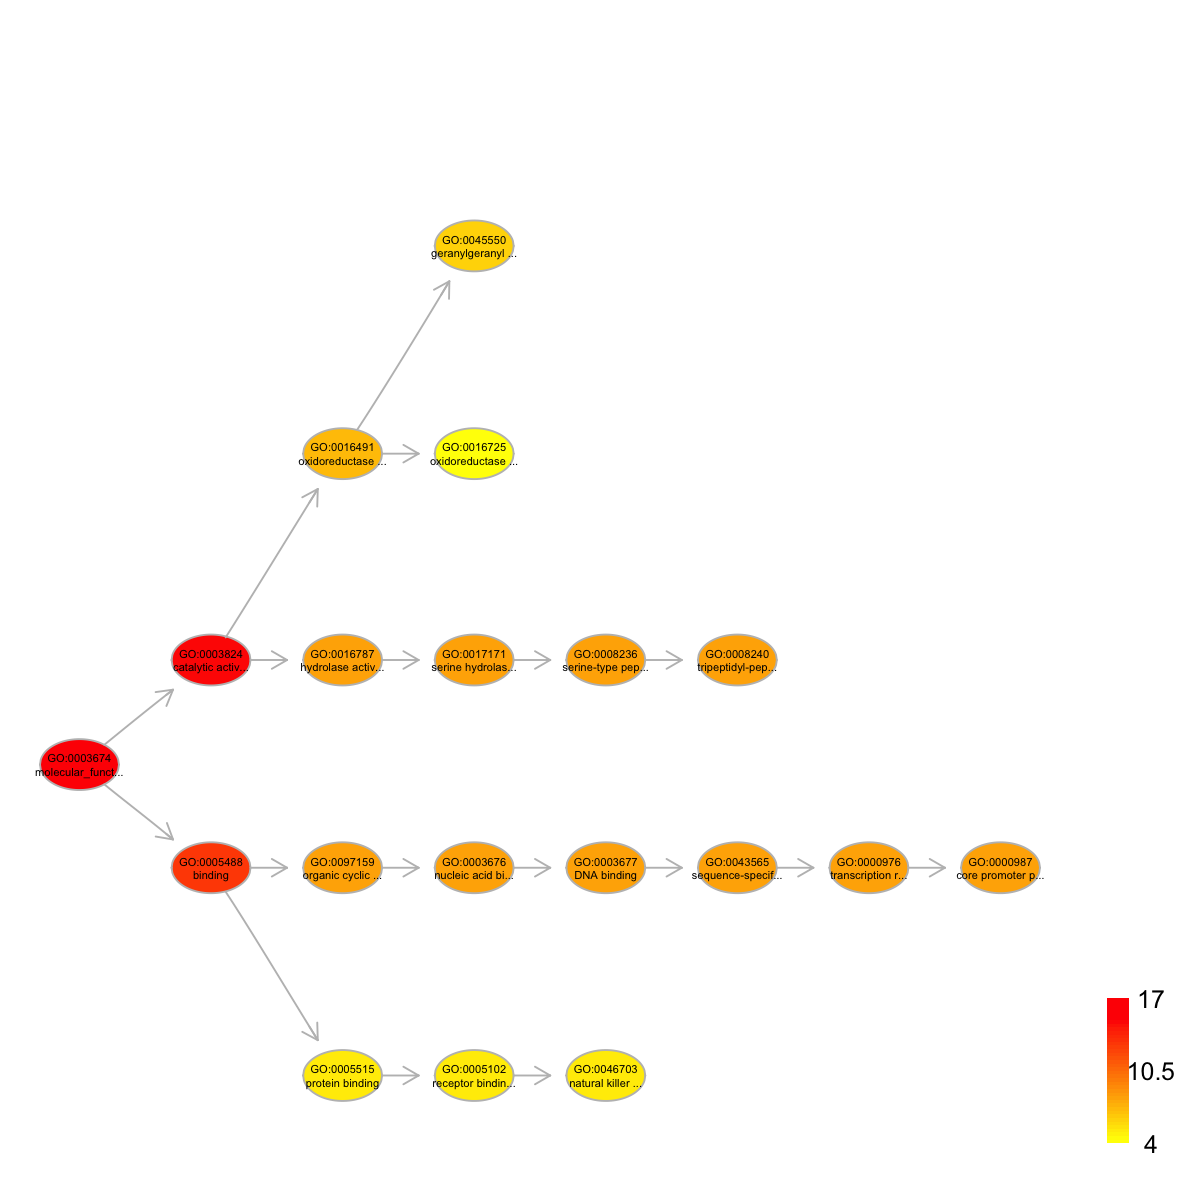 GO:0045550
geranylgeranyl ...
GO:0016491
oxidoreductase ...
GO:0016725
oxidoreductase ...
GO:0003824
catalytic activ...
GO:0016787
hydrolase activ...
GO:0017171
serine hydrolas...
GO:0008236
serine-type pep...
GO:0008240
tripeptidyl-pep...
GO:0003674
molecular_funct...
GO:0005488
binding
GO:0097159
organic cyclic ...
GO:0003676
nucleic acid bi...
GO:0003677
DNA binding
GO:0043565
sequence-specif...
GO:0000976
transcription r...
GO:0000987
core promoter p...
GO:0005515
protein binding
GO:0005102
receptor bindin...
GO:0046703
natural killer ...
17
10.5
4